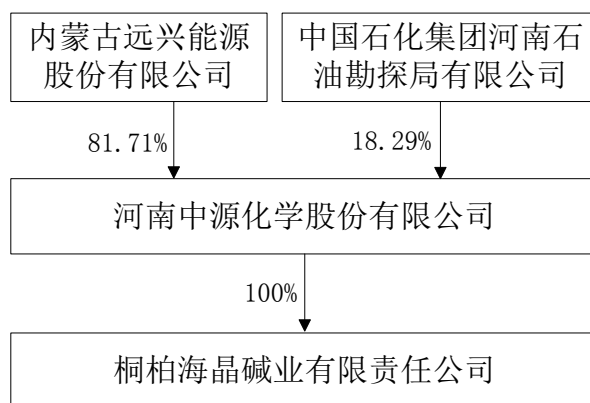 内蒙古远兴能源
股份有限公司
中国石化集团河南石
油勘探局有限公司
81.71%
18.29%
河南中源化学股份有限公司
100%
桐柏海晶碱业有限责任公司